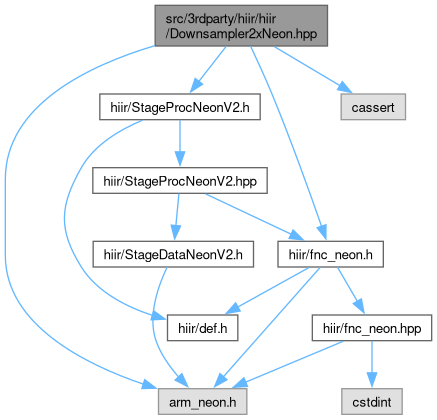 src/3rdparty/hiir/hiir
/Downsampler2xNeon.hpp
hiir/StageProcNeonV2.h
cassert
hiir/StageProcNeonV2.hpp
hiir/StageDataNeonV2.h
hiir/fnc_neon.h
hiir/def.h
hiir/fnc_neon.hpp
arm_neon.h
cstdint